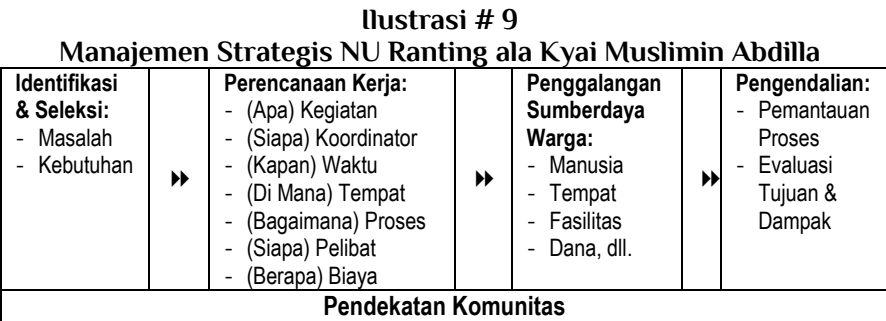 Ilustrasi # 9
Manajemen Strategis NU Ranting ala Kyai Muslimin Abdilla
Identifikasi
& Seleksi:
- Masalah
- Kebutuhan
Perencanaan Kerja:
- (Apa) Kegiatan
- (Siapa) Koordinator
- (Kapan) Waktu
- (Di Mana) Tempat
- (Bagaimana) Proses
- (Siapa) Pelibat
- (Berapa) Biaya
Penggalangan
Sumberdaya
Warga:
- Manusia
- Tempat
- Fasilitas
- Dana, dll.
Pengendalian:
- Pemantauan
Proses
- Evaluasi
Tujuan &
Dampak
Pendekatan Komunitas